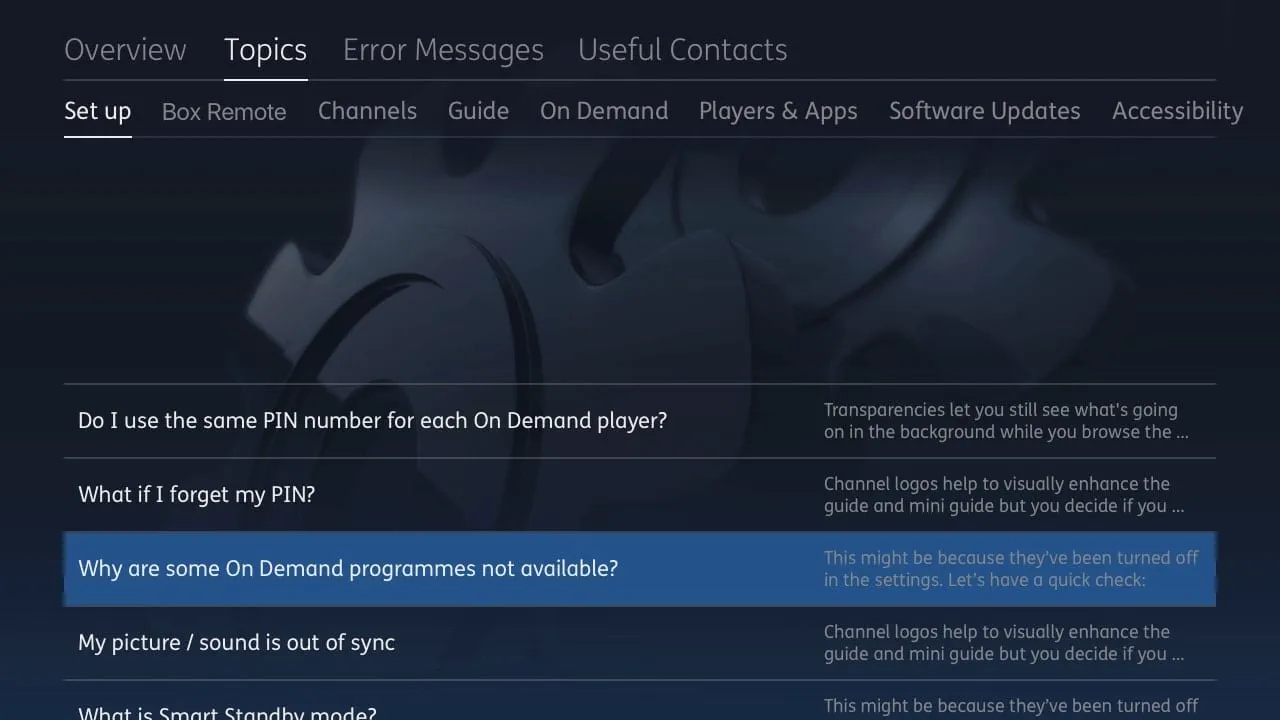 Overview Topics Error Messages Useful Contacts
Set up Box Remote Channels Guide On Demand Players & Apps Software Updates Accessibility
Do I use the same PIN number for each On Demand player?
Transparencies let you still see what's going
on in the background while you browse the ...
What if I forget my PIN?
Channel logos help to visually enhance the
guide and mini guide but you decide if you ...
Why are some On Demand programmes not available?
This might be because they've been turned off
in the settings. Let's have a quick check:
My picture / sound is out of sync
Channel logos help to visually enhance the
guide and mini guide but you decide if you ...
What is Smart Standby mode?
This might be because they've been turned off